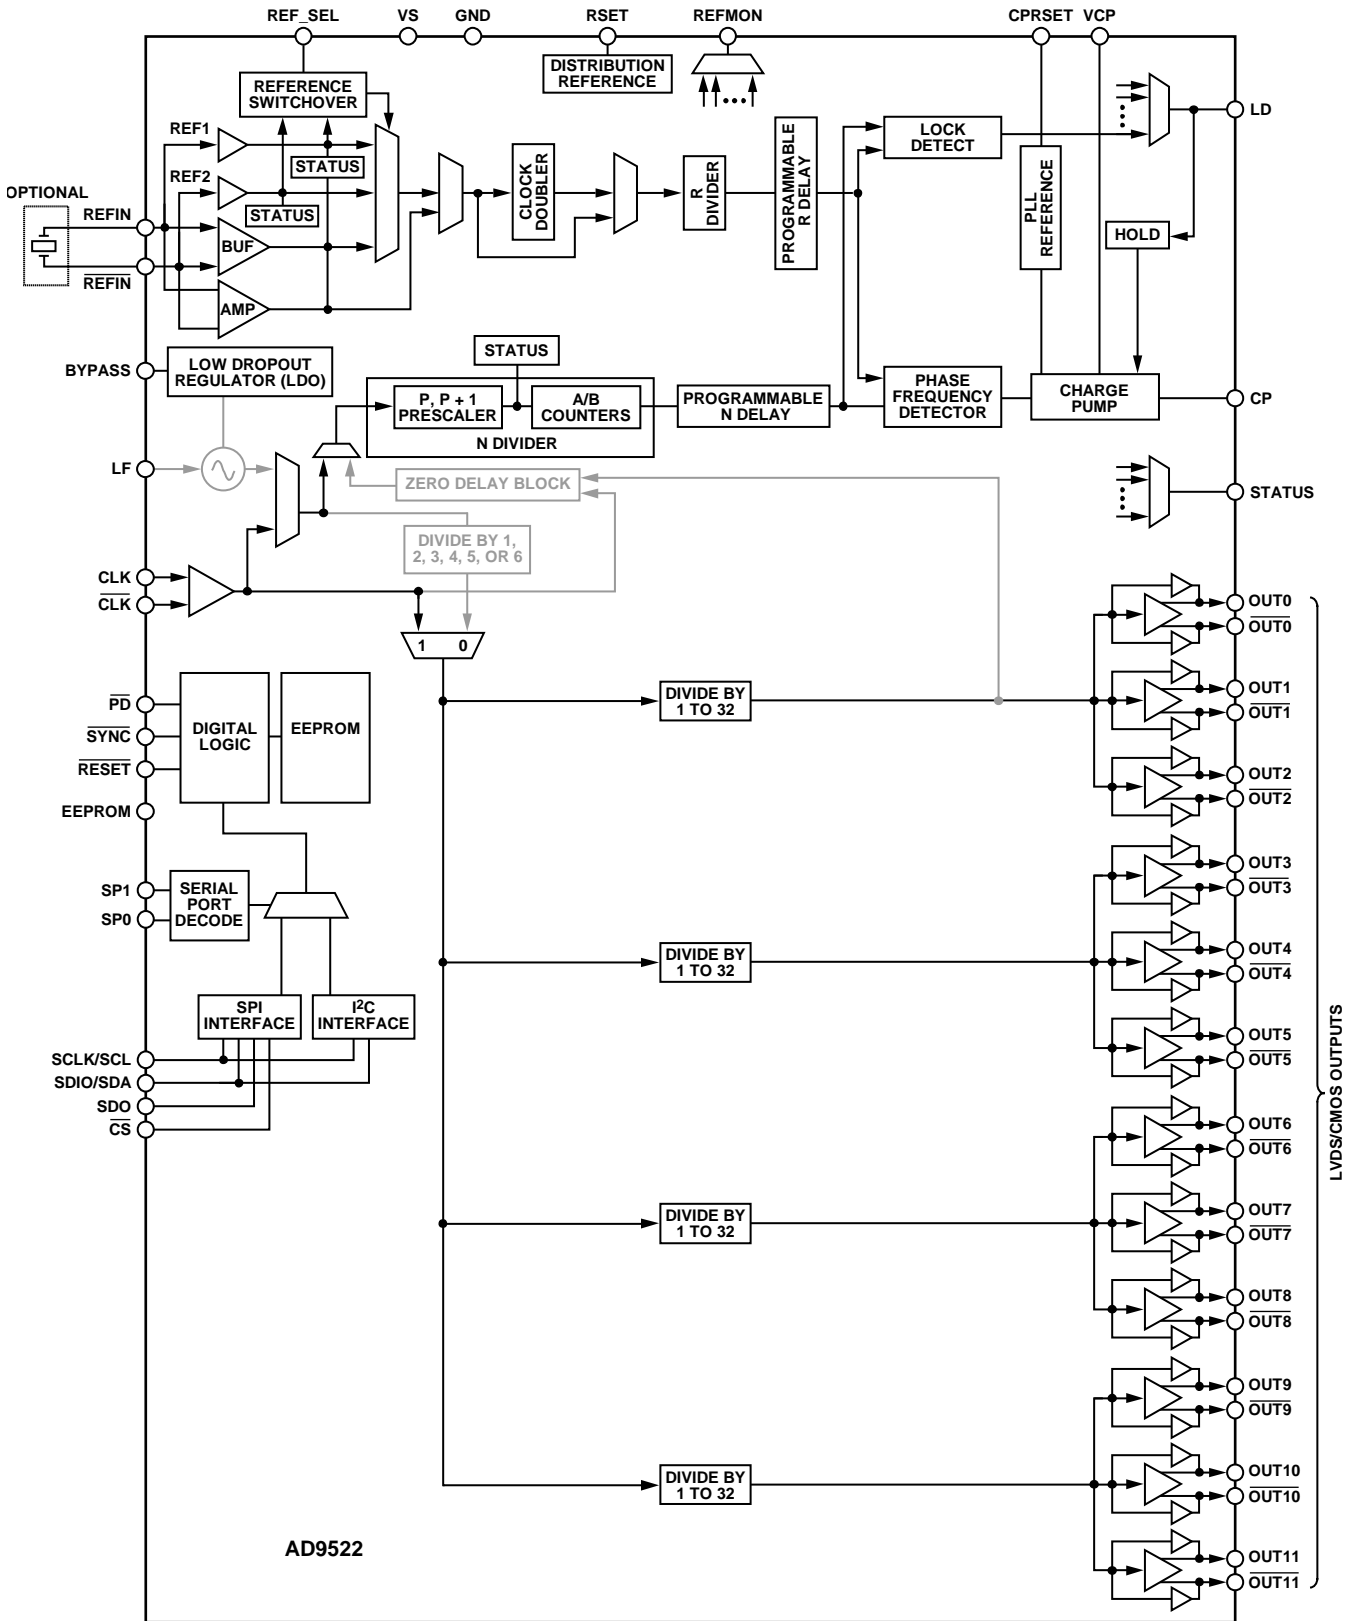 REF_SEL
VS
GND
RSET
REFMON
CPRSET
VCP
DISTRIBUTION
REFERENCE
REFERENCE
SWITCHOVER
LD
REF1
STATUS
LOCK
DETECT
REF2
STATUS
CLOCK
DOUBLER
R
DIVIDER
PROGRAMMABLE
R DELAY
PLL
REFERENCE
HOLD
OPTIONAL
REFIN
BUF
REFIN
AMP
STATUS
BYPASS
LOW DROPOUT
REGULATOR (LDO)
P, P + 1
PRESCALER
A/B
COUNTERS
N DIVIDER
PROGRAMMABLE
N DELAY
PHASE
FREQUENCY
DETECTOR
CHARGE
PUMP
CP
LF
ZERO DELAY BLOCK
STATUS
DIVIDE BY 1,
2, 3, 4, 5, OR 6
CLK
CLK
1 0
OUT0
OUT0
DIVIDE BY
1 TO 32
OUT1
OUT1
OUT2
OUT2
PD
SYNC
RESET
DIGITAL
LOGIC
EEPROM
EEPROM
SP1
SP0
SERIAL
PORT
DECODE
OUT3
OUT3
DIVIDE BY
1 TO 32
OUT4
OUT4
OUT5
OUT5
SPI
INTERFACE
I2C
INTERFACE
SCLK/SCL
SDIO/SDA
SDO
CS
LVDS/CMOS OUTPUTS
OUT6
OUT6
DIVIDE BY
1 TO 32
OUT7
OUT7
OUT8
OUT8
OUT9
OUT9
DIVIDE BY
1 TO 32
OUT10
OUT10
OUT11
OUT11
AD9522